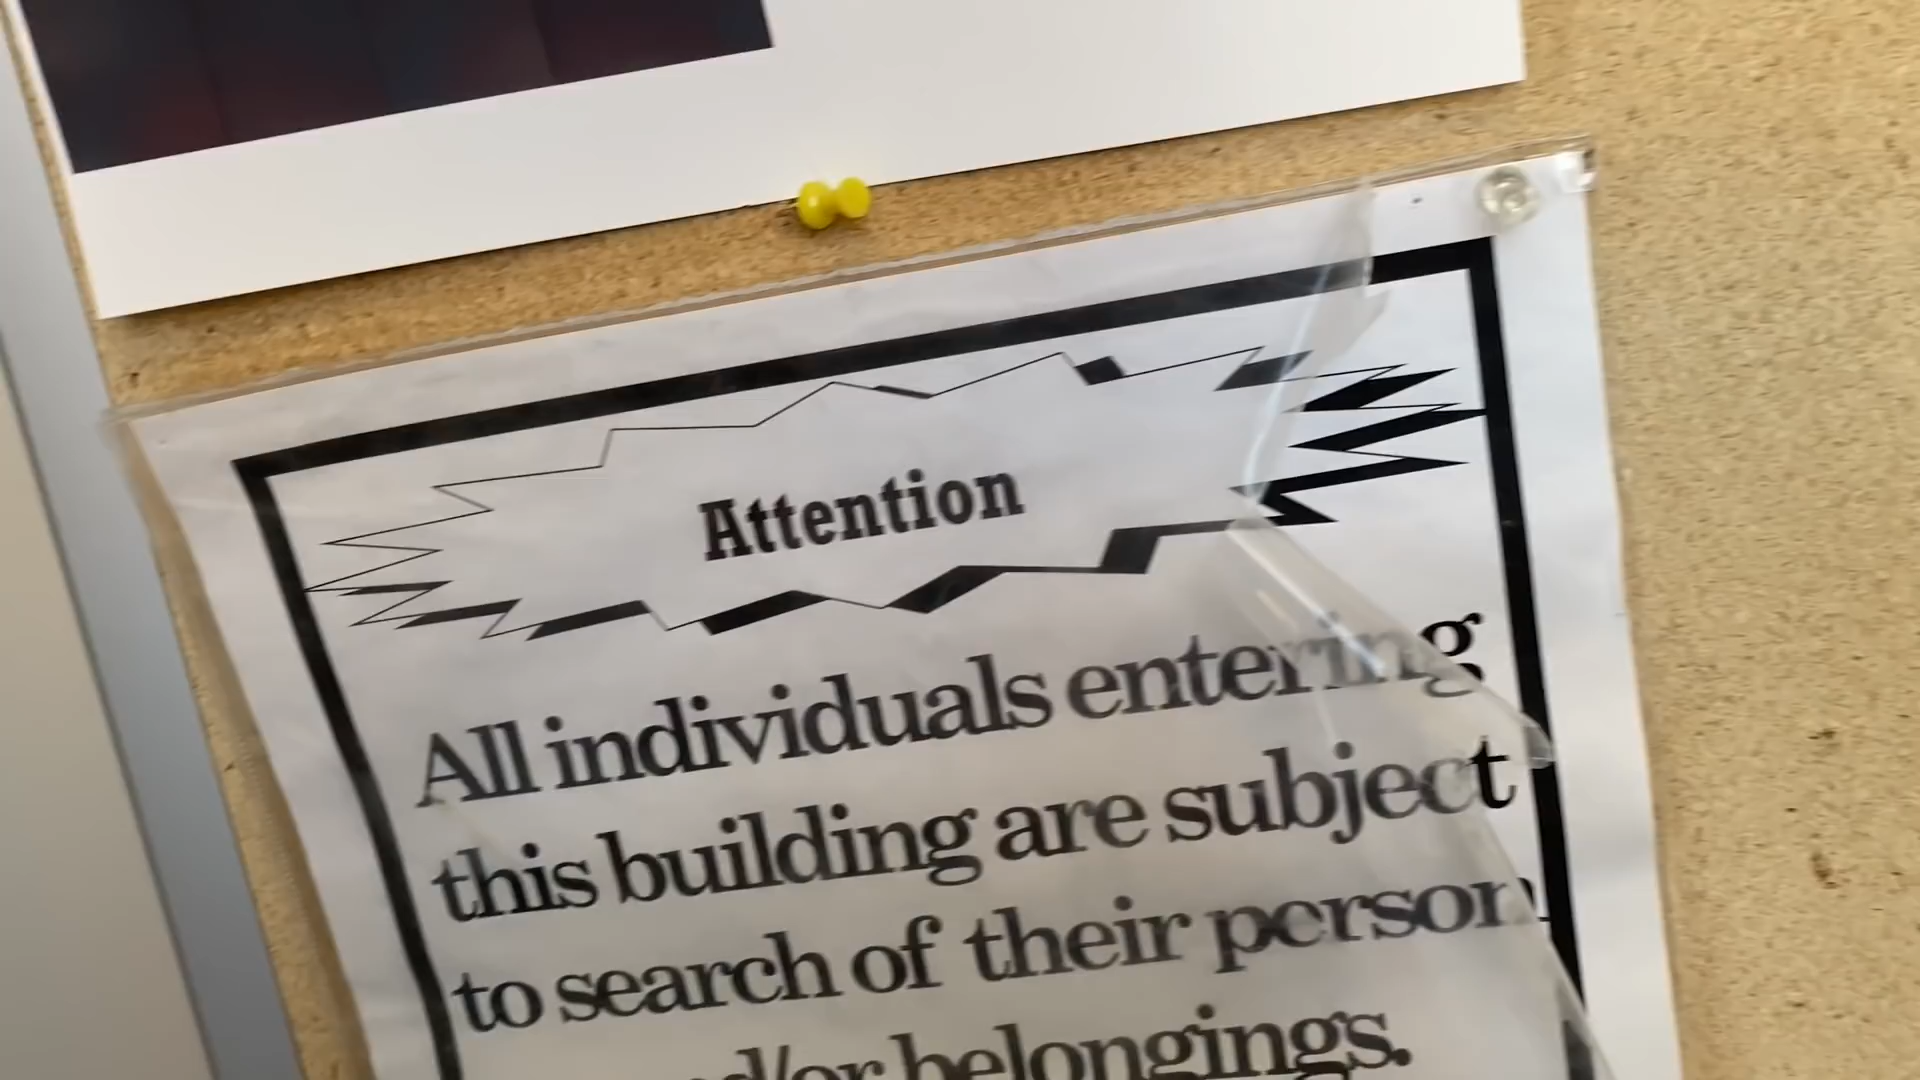 Attention
All individuals entering
this building are subject
to search of their person
belongings.